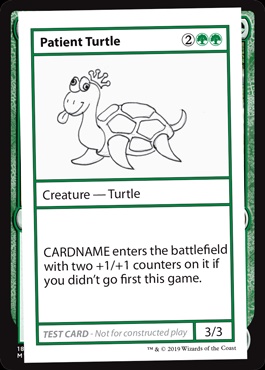 Patient Turtle 2
Creature — Turtle
CARDNAME enters the battlefield
with two +1/+1 counters on it if
you didn't go first this game.
TEST CARD - Not for constructed play 3/3
18
M ™ & © 2019 Wizards of the Coast